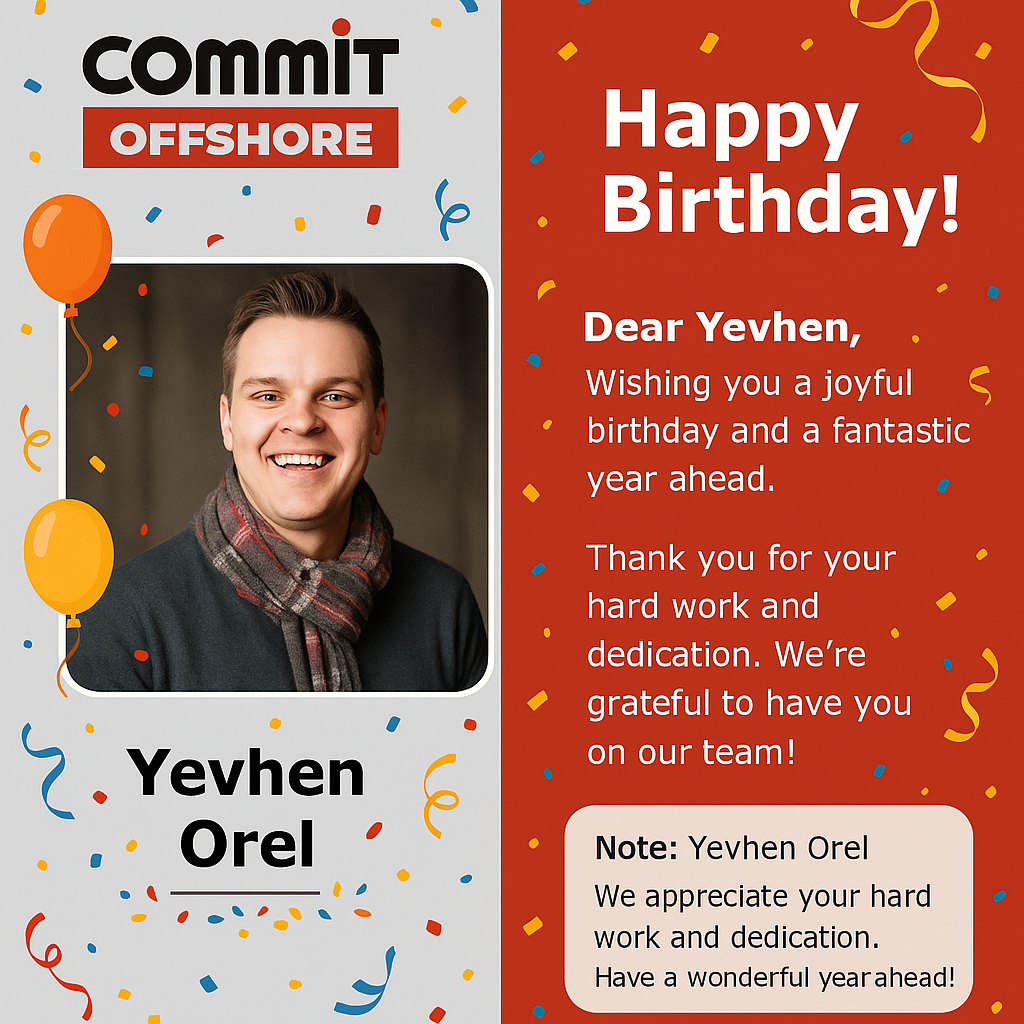 COMMIT
OFFSHORE
Yevhen
Orel
Happy
Birthday!
Dear Yevhen,
Wishing you a joyful
birthday and a fantastic
year ahead.
Thank you for your
hard work and
dedication. We’re
grateful to have you
on our team!
Note: Yevhen Orel
We appreciate your hard
work and dedication.
Have a wonderful year ahead!